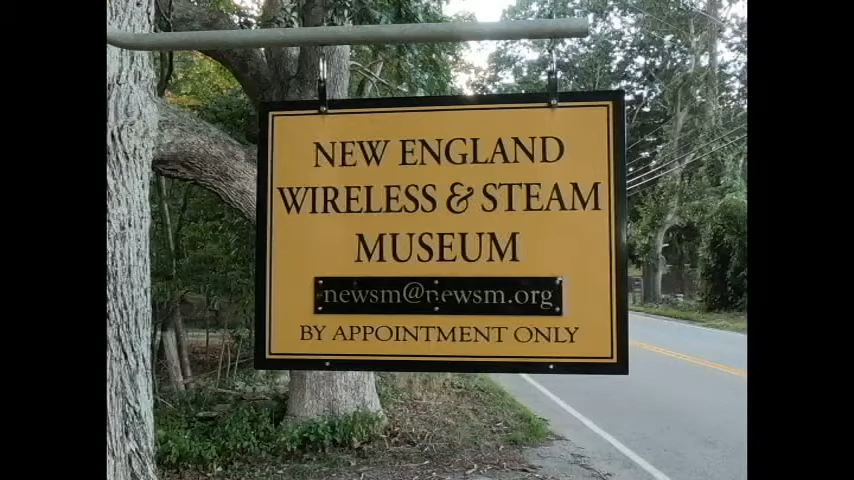 NEW ENGLAND
WIRELESS & STEAM
MUSEUM
newsm@newsm.org
BY APPOINTMENT ONLY